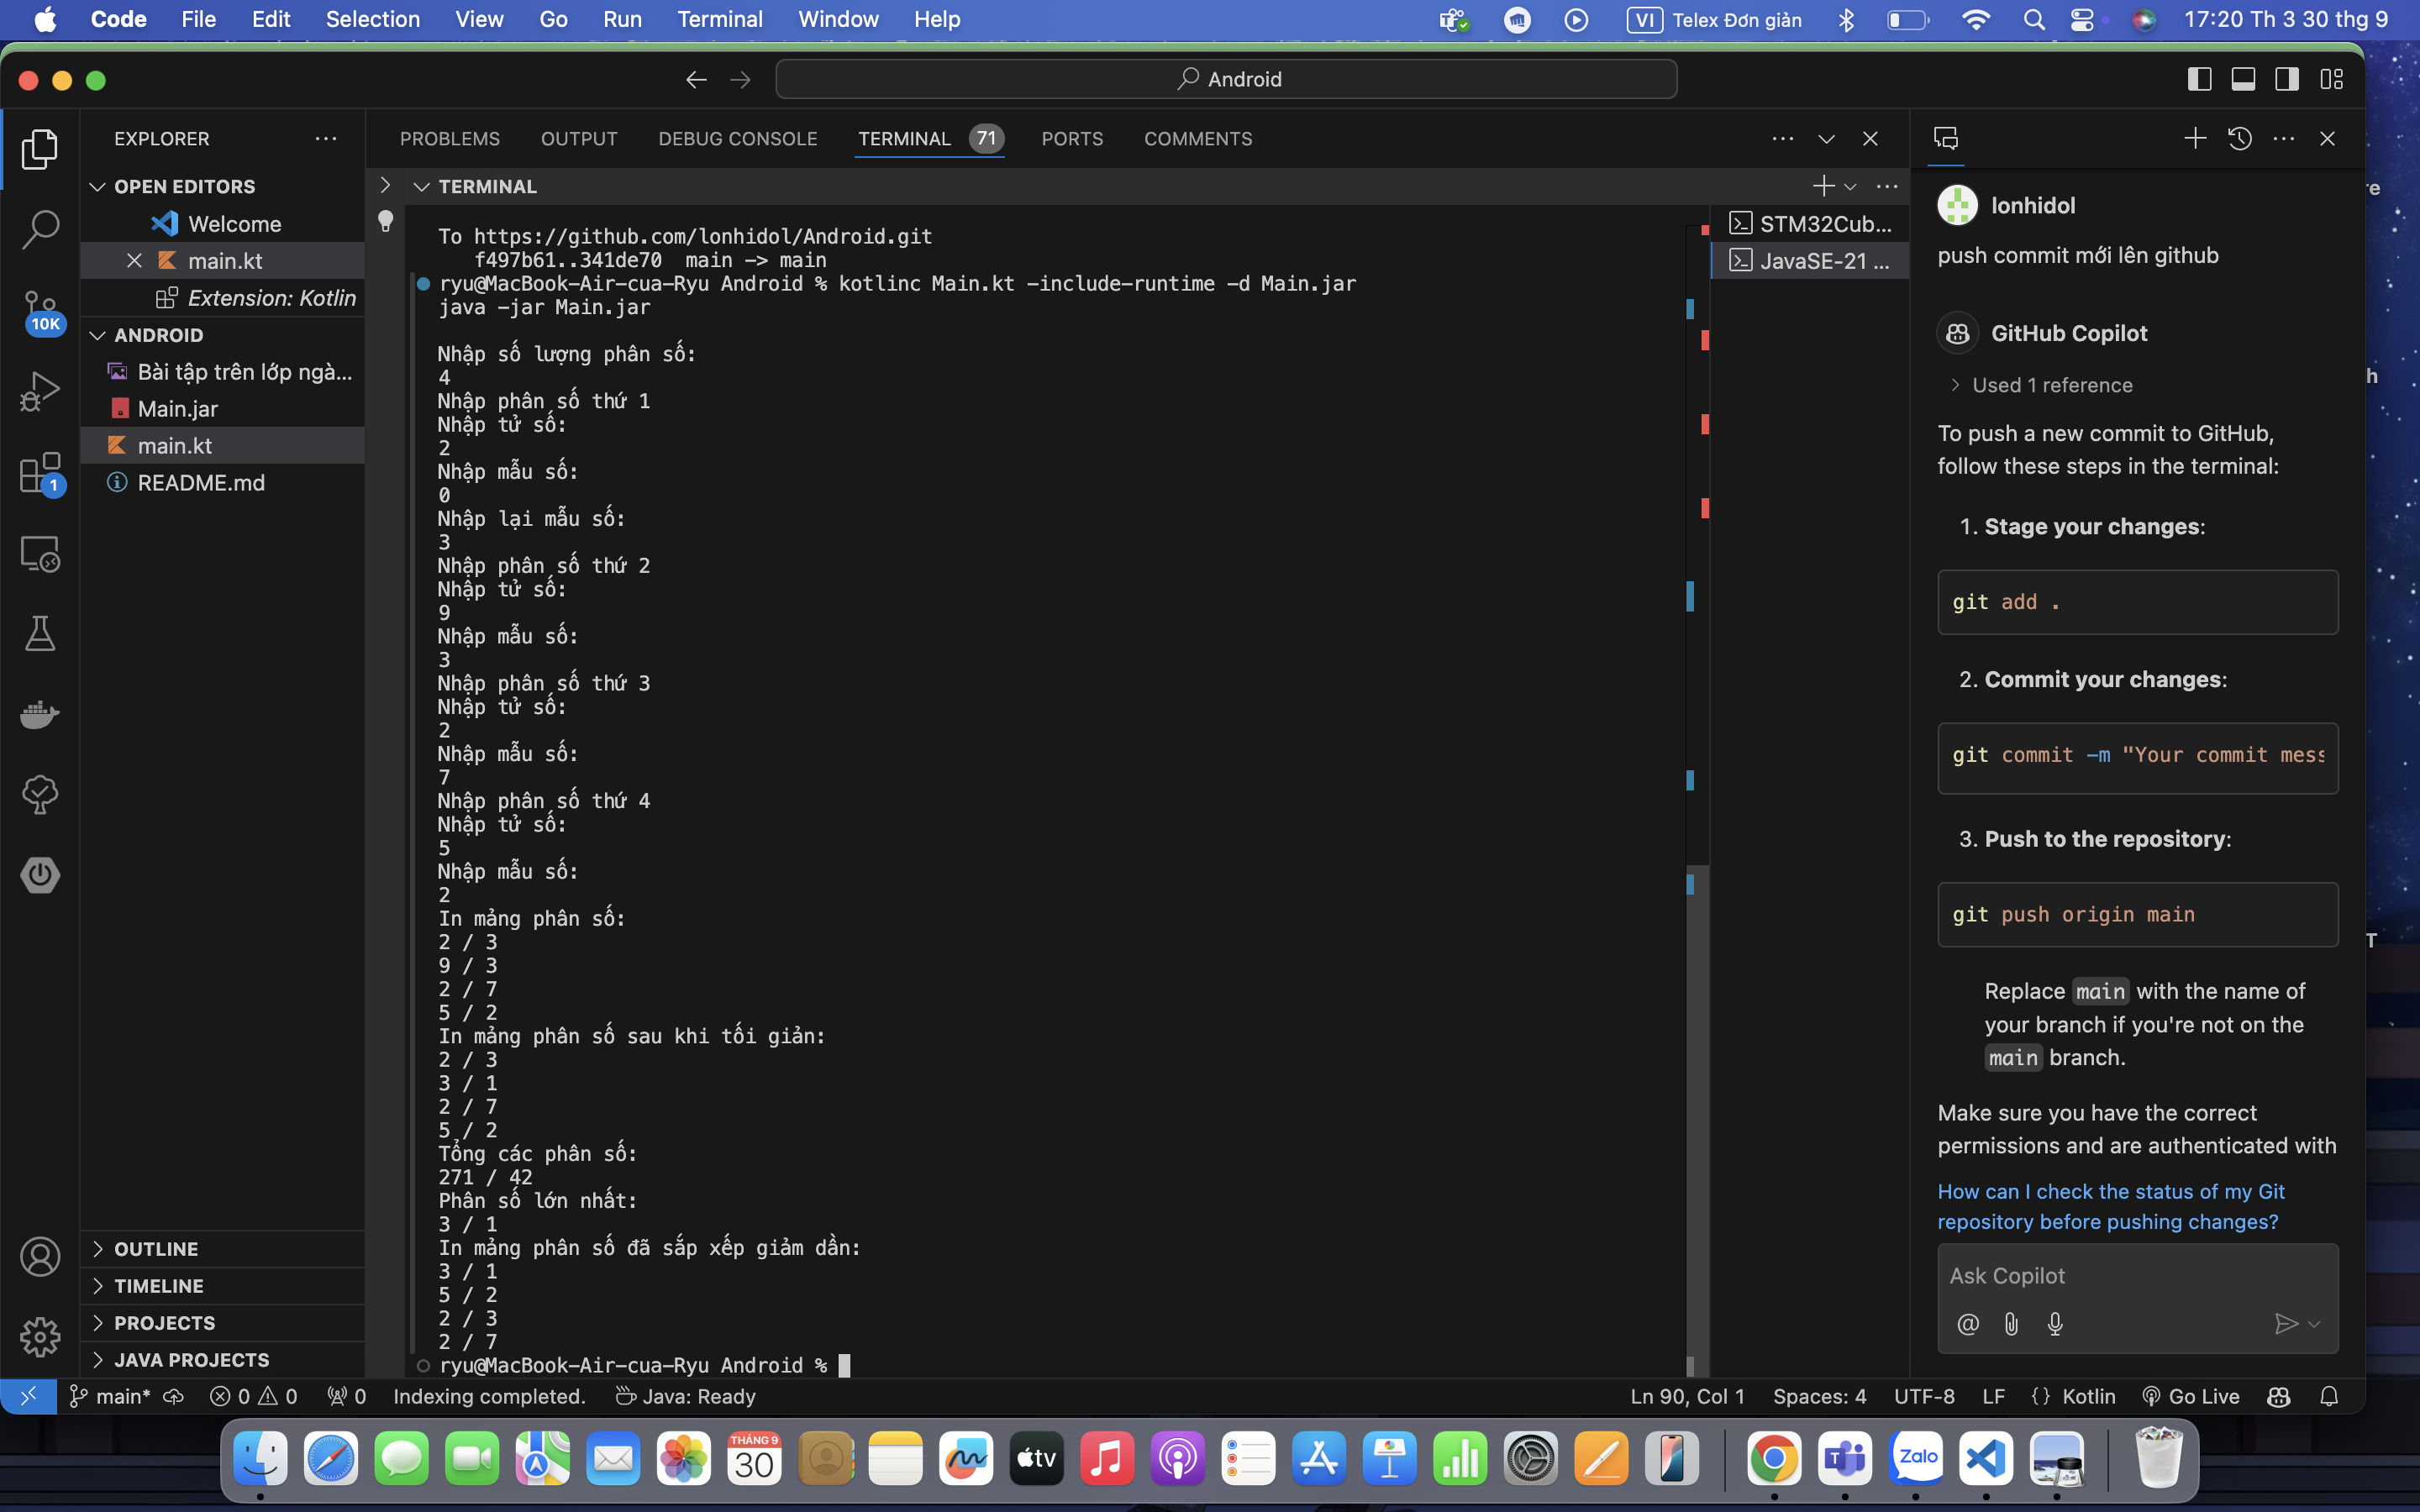 Code File Edit Selection View Go Run Terminal Window Help
VI Telex Đơn giản
17:20 Th 3 30 thg 9
Android
EXPLORER
OPEN EDITORS
Welcome
main.kt
Extension: Kotlin
ANDROID
Bài tập trên lớp ngà...
Main.jar
main.kt
README.md
10K
1
OUTLINE
TIMELINE
PROJECTS
JAVA PROJECTS
PROBLEMS OUTPUT DEBUG CONSOLE TERMINAL 71 PORTS COMMENTS
TERMINAL
To https://github.com/lonhidol/Android.git
f497b61..341de70 main -> main
ryu@MacBook-Air-cua-Ryu Android % kotlinc Main.kt -include-runtime -d Main.jar
java -jar Main.jar
Nhập số lượng phân số:
4
Nhập phân số thứ 1
Nhập tử số:
2
Nhập mẫu số:
0
Nhập lại mẫu số:
3
Nhập phân số thứ 2
Nhập tử số:
9
Nhập mẫu số:
3
Nhập phân số thứ 3
Nhập tử số:
2
Nhập mẫu số:
7
Nhập phân số thứ 4
Nhập tử số:
5
Nhập mẫu số:
2
In mảng phân số:
2 / 3
9 / 3
2 / 7
5 / 2
In mảng phân số sau khi tối giản:
2 / 3
3 / 1
2 / 7
5 / 2
Tổng các phân số:
271 / 42
Phân số lớn nhất:
3 / 1
In mảng phân số đã sắp xếp giảm dần:
3 / 1
5 / 2
2 / 3
2 / 7
ryu@MacBook-Air-cua-Ryu Android %
STM32Cub...
JavaSE-21 ...
lonhidol
push commit mới lên github
GitHub Copilot
Used 1 reference
To push a new commit to GitHub,
follow these steps in the terminal:
1. Stage your changes:
git add .
2. Commit your changes:
git commit -m "Your commit mess
3. Push to the repository:
git push origin main
Replace main with the name of
your branch if you're not on the
main branch.
Make sure you have the correct
permissions and are authenticated with
How can I check the status of my Git
repository before pushing changes?
Ask Copilot
re
h
T
main* 0 0 0 Indexing completed. Java: Ready
Ln 90, Col 1 Spaces: 4 UTF-8 LF {} Kotlin Go Live
THÁNG 9
30
tv
Zalo